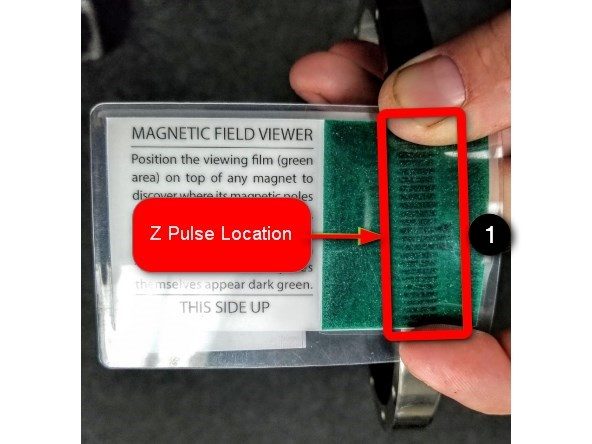 MAGNETIC FIELD VIEWER
Position the viewing film (green
area) on top of any magnet to
discover where its magnetic poles
Z Pulse Location
1
themselves appear dark green.
THIS SIDE UP